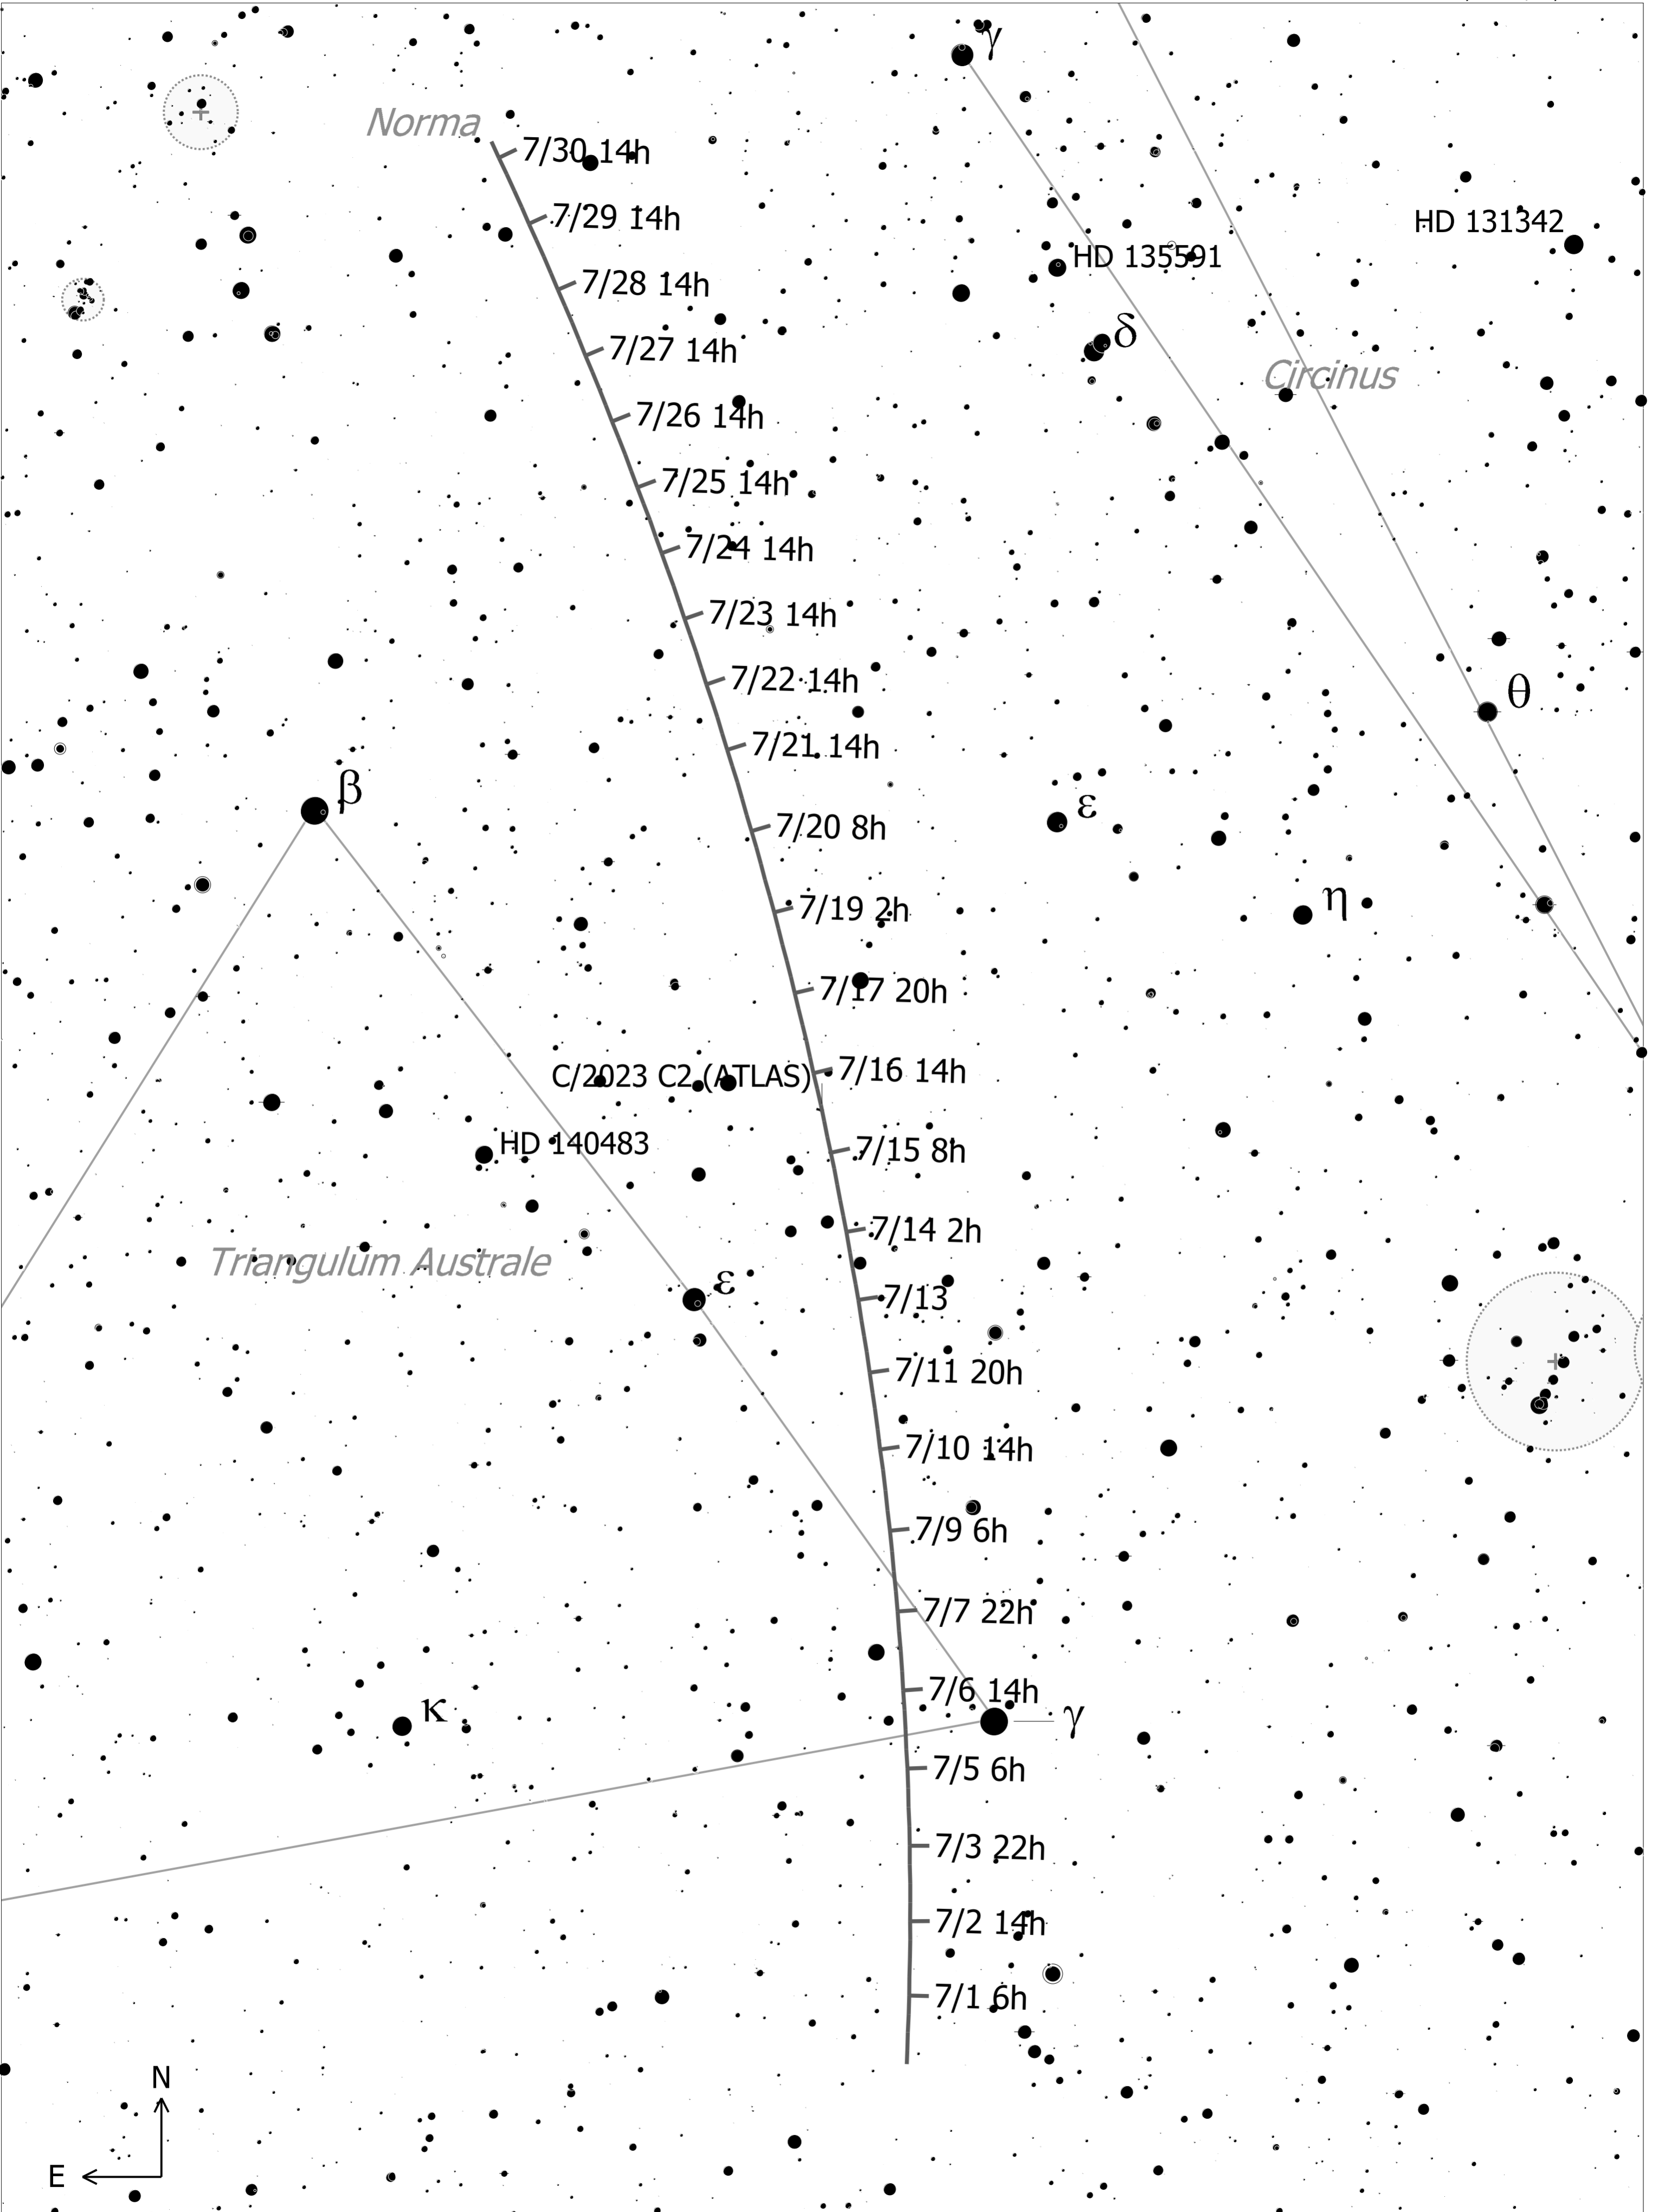 γ
Norma
7/30 14h
7/29 14h
HD 131342
HD 135591
7/28 14h
δ
7/27 14h
Circinus
7/26 14h
7/25 14h
7/24 14h
7/23 14h
7/22 14h
θ
7/21 14h
β
ε
7/20 8h
η
7/19 2h
7/17 20h
C/2023 C2 (ATLAS)
7/16 14h
HD 140483
7/15 8h
7/14 2h
Triangulum Australe
ε
7/13
7/11 20h
7/10 14h
7/9 6h
7/7 22h
7/6 14h
κ
γ
7/5 6h
7/3 22h
7/2 14h
7/1 6h
N
E